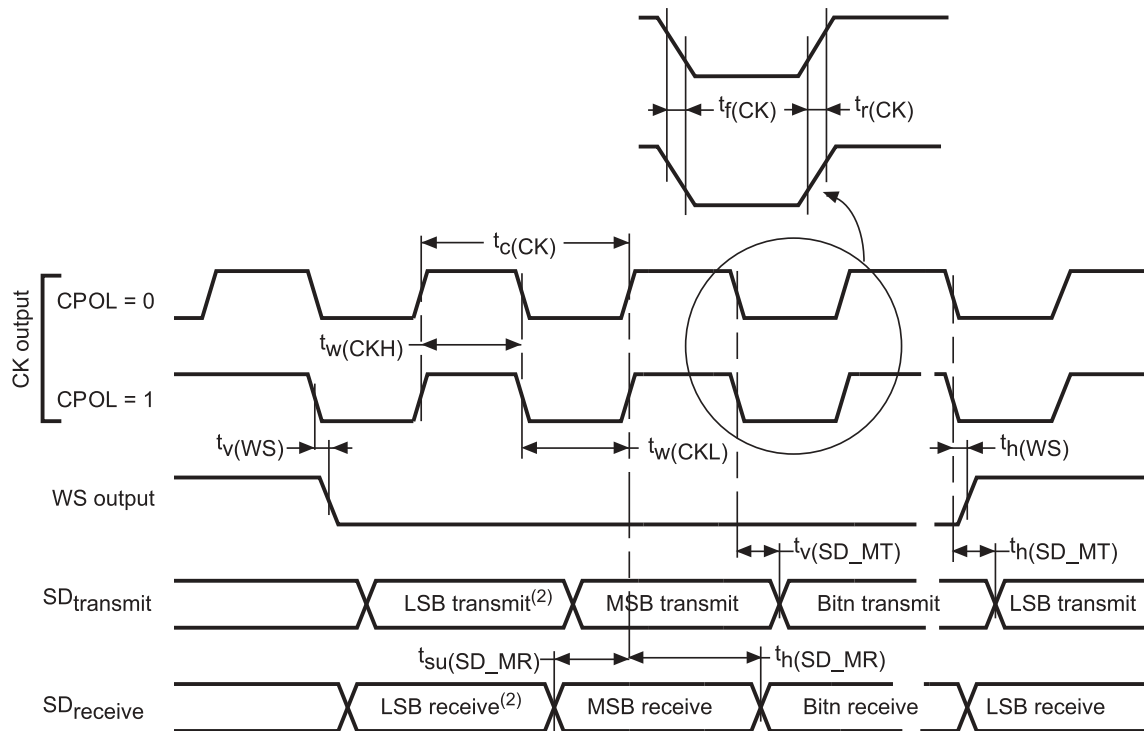 tf(CK)
tr(CK)
tc(CK)
CK output
CPOL = 0
tw(CKH)
CPOL = 1
tv(WS)
tw(CKL)
th(WS)
WS output
tv(SD_MT)
th(SD_MT)
SDtransmit
LSB transmit(2)
MSB transmit
Bitn transmit
LSB transmit
tsu(SD_MR)
th(SD_MR)
SDreceive
LSB receive(2)
MSB receive
Bitn receive
LSB receive